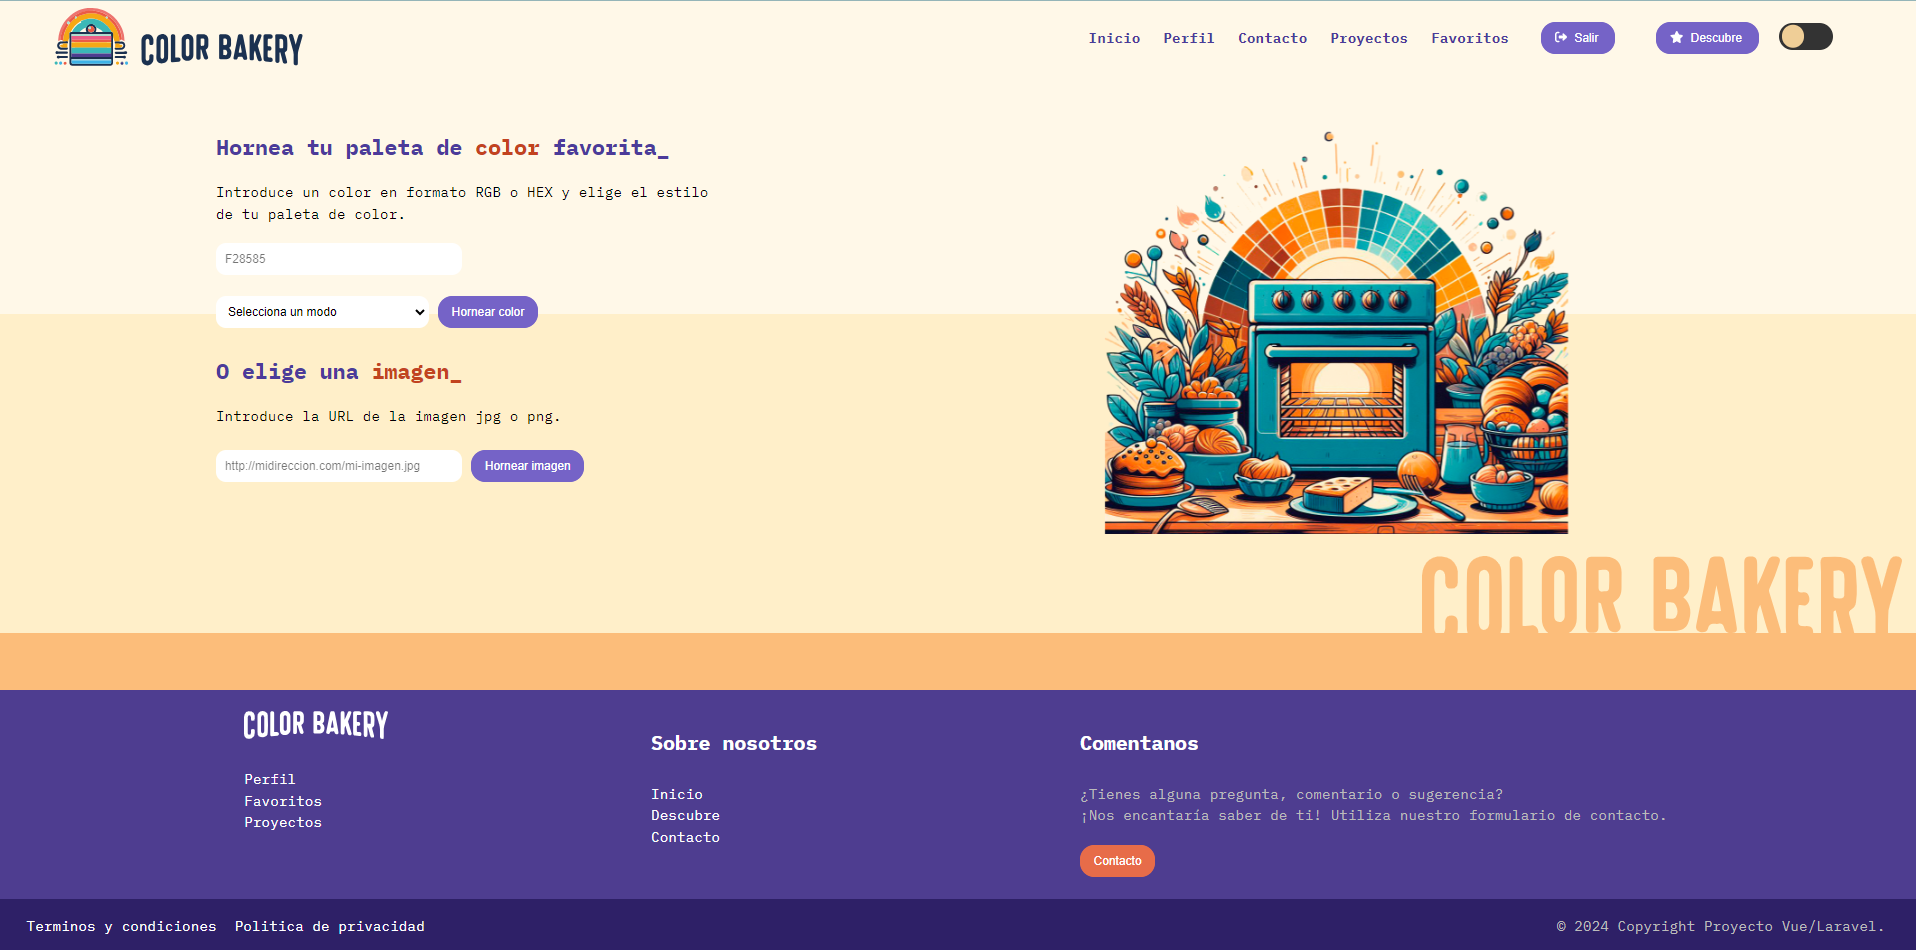 COLOR BAKERY
Inicio Perfil Contacto Proyectos Favoritos Salir Descubre
Hornea tu paleta de color favorita_
Introduce un color en formato RGB o HEX y elige el estilo
de tu paleta de color.
F28585
Selecciona un modo Hornear color
O elige una imagen_
Introduce la URL de la imagen jpg o png.
http://midireccion.com/mi-imagen.jpg Hornear imagen
COLOR BAKERY
COLOR BAKERY
Perfil
Favoritos
Proyectos
Sobre nosotros
Inicio
Descubre
Contacto
Comentanos
¿Tienes alguna pregunta, comentario o sugerencia?
¡Nos encantaría saber de ti! Utiliza nuestro formulario de contacto.
Contacto
Terminos y condiciones Politica de privacidad
© 2024 Copyright Proyecto Vue/Laravel.